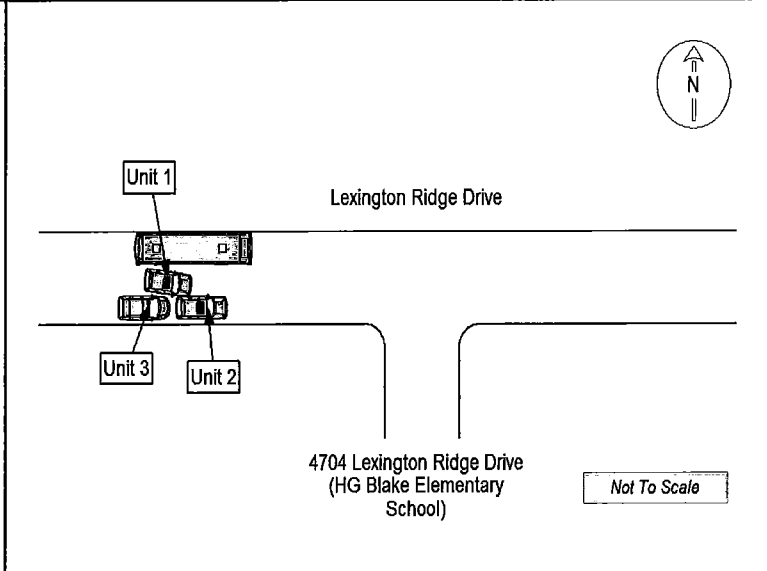 N
Unit 1
Lexington Ridge Drive
Unit 3
Unit 2
4704 Lexington Ridge Drive
(HG Blake Elementary
School)
Not To Scale